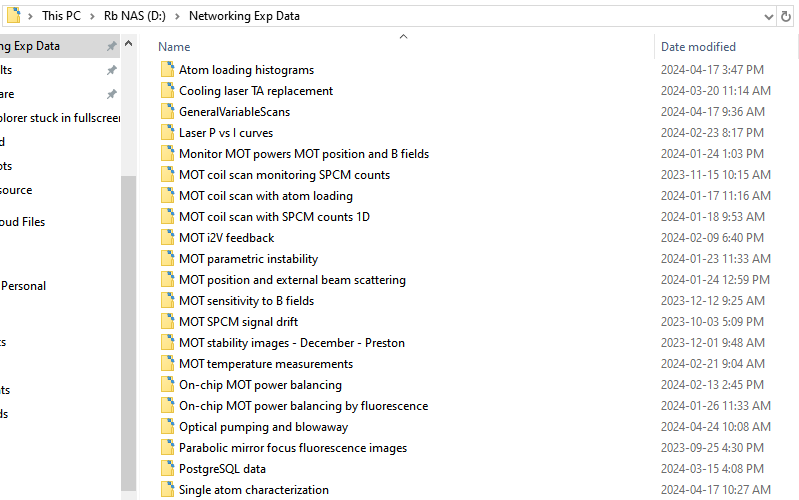 This PC > Rb NAS (D:) > Networking Exp Data
ng Exp Data
lts
are
plorer stuck in fullscreen
d
pts
source
oud Files
Personal
ts
nts
ds
Name Date modified
Atom loading histograms 2024-04-17 3:47 PM
Cooling laser TA replacement 2024-03-20 11:14 AM
GeneralVariableScans 2024-04-17 9:36 AM
Laser P vs I curves 2024-02-23 8:17 PM
Monitor MOT powers MOT position and B fields 2024-01-24 1:03 PM
MOT coil scan monitoring SPCM counts 2023-11-15 10:15 AM
MOT coil scan with atom loading 2024-01-17 11:16 AM
MOT coil scan with SPCM counts 1D 2024-01-18 9:53 AM
MOT i2V feedback 2024-02-09 6:40 PM
MOT parametric instability 2024-01-23 11:33 AM
MOT position and external beam scattering 2024-01-24 12:59 PM
MOT sensitivity to B fields 2023-12-12 9:25 AM
MOT SPCM signal drift 2023-10-03 5:09 PM
MOT stability images - December - Preston 2023-12-01 9:48 AM
MOT temperature measurements 2024-02-21 9:04 AM
On-chip MOT power balancing 2024-02-13 2:45 PM
On-chip MOT power balancing by fluorescence 2024-01-26 11:33 AM
Optical pumping and blowaway 2024-04-24 10:08 AM
Parabolic mirror focus fluorescence images 2023-09-25 4:30 PM
PostgreSQL data 2024-03-15 4:08 PM
Single atom characterization 2024-04-17 10:27 AM